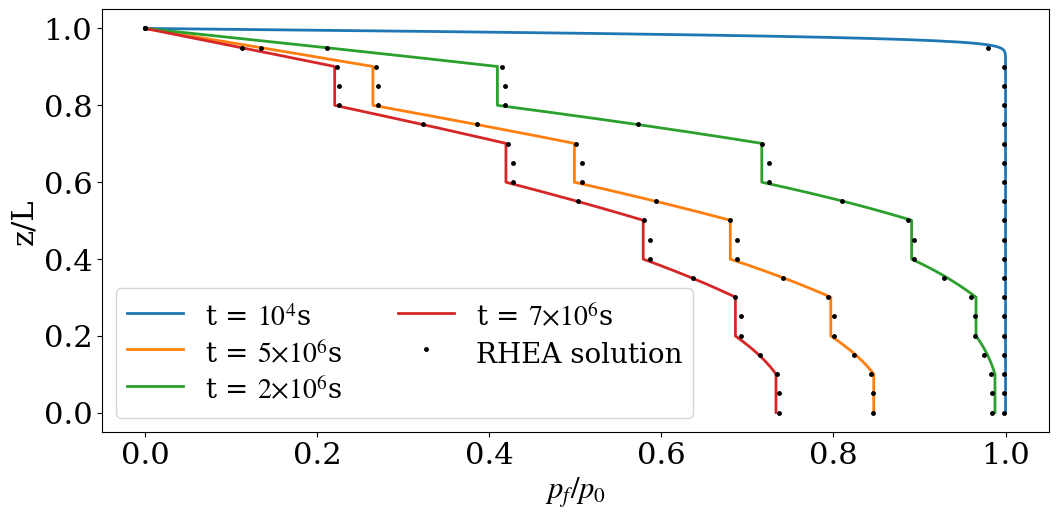 1.0
0.8
0.6
0.4
0.2
0.0
z/L
t = 10⁴s
t = 5×10⁶s
t = 2×10⁶s
t = 7×10⁶s
RHEA solution
0.0 0.2 0.4 0.6 0.8 1.0
p_f/p_0